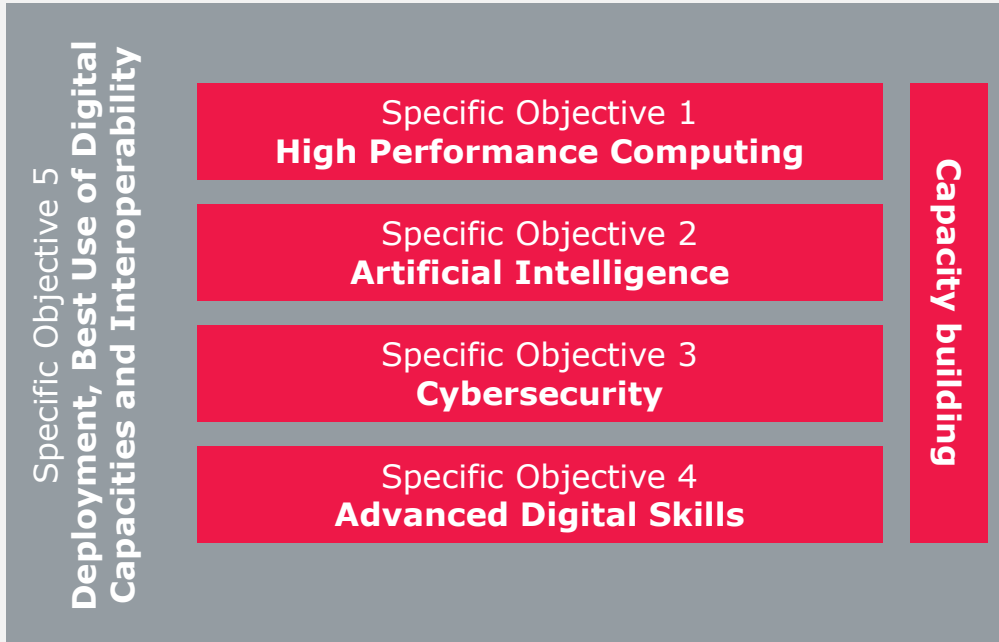 Specific Objective 5
Deployment, Best Use of Digital
Capacities and Interoperability
Specific Objective 1
High Performance Computing
Specific Objective 2
Artificial Intelligence
Specific Objective 3
Cybersecurity
Specific Objective 4
Advanced Digital Skills
Capacity building